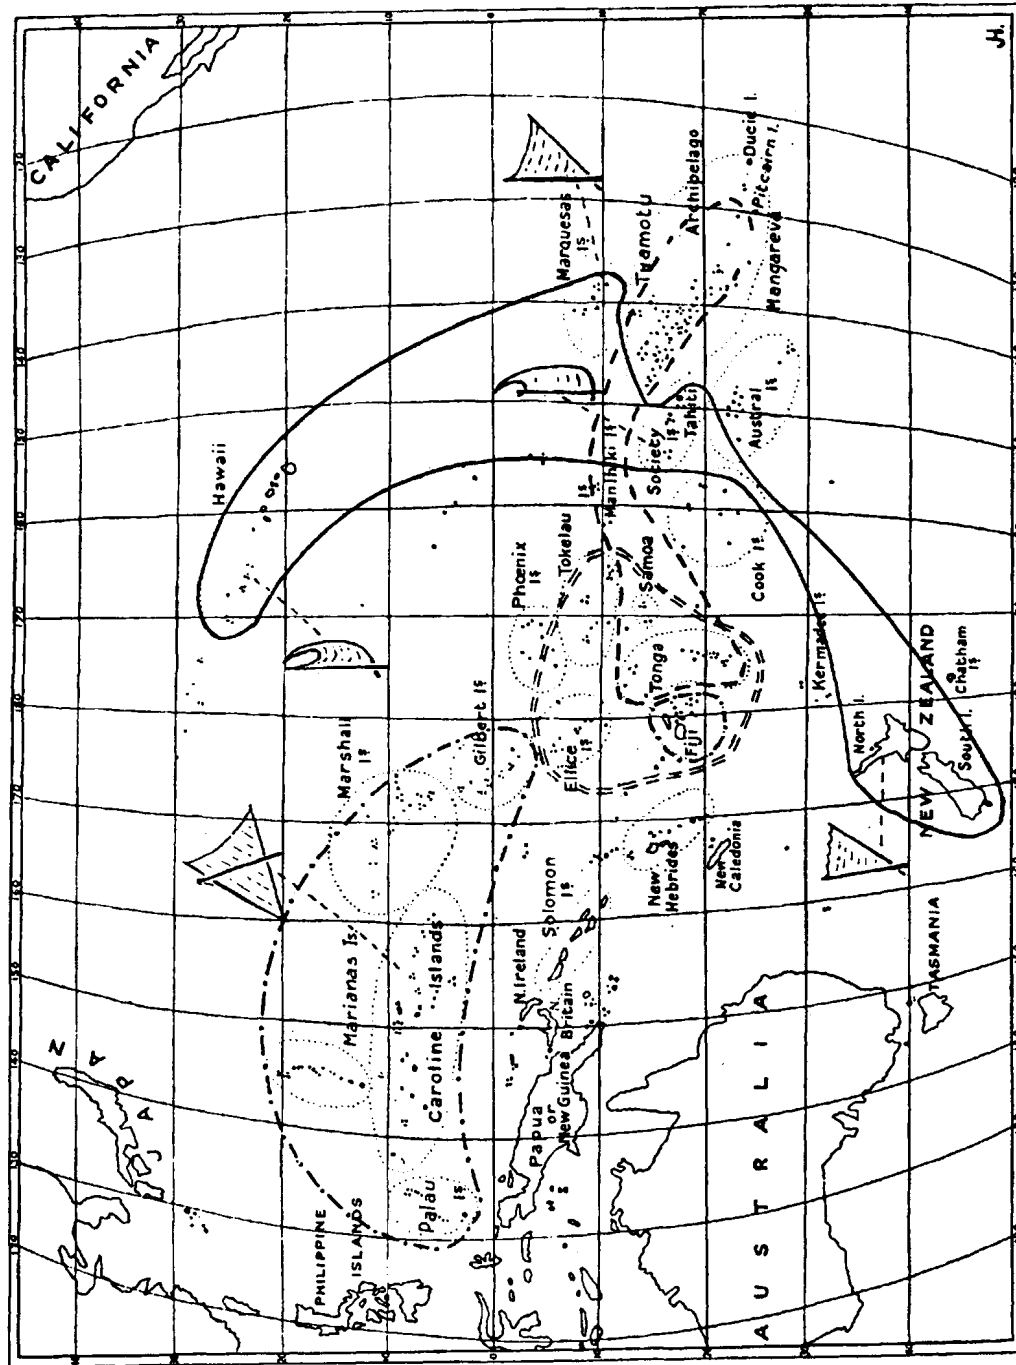 CALIFORNIA
JAPAN
Hawaii
Marquesas
IS
Tuamotu
Archipelago
Ducie I.
Pitcairn I.
Mangareva
Austral
IS
Tahiti
Society
IS
Manihiki IS
Tokelau
IS
Phœnix
IS
Samoa
Cook IS
Tonga
Fiji
Ellice
IS
Gilbert IS
Marshall
IS
Marianas Is.
Caroline Islands
Palau
IS
PHILIPPINE
ISLANDS
Solomon
IS
N. Ireland
N. Britain
Papua
or
New Guinea
New
Hebrides
New
Caledonia
Kermadec IS
North I.
NEW ZEALAND
South I.
Chatham
IS
TASMANIA
AUSTRALIA
JH.